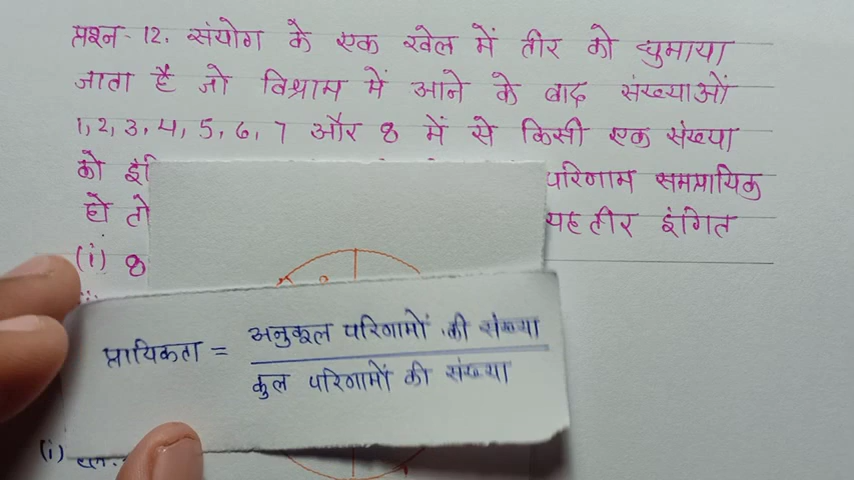 प्रश्न-12. संयोग के एक खेल में तीर को घुमाया
जाता है जो विश्राम में आने के बाद संख्याओं
1, 2, 3, 4, 5, 6, 7 और 8 में से किसी एक संख्या
को परिणाम समप्रायिक
हो तो यह तीर इंगित
(i) 8
प्रायिकता = अनुकूल परिणामों की संख्या
कुल परिणामों की संख्या
(i)